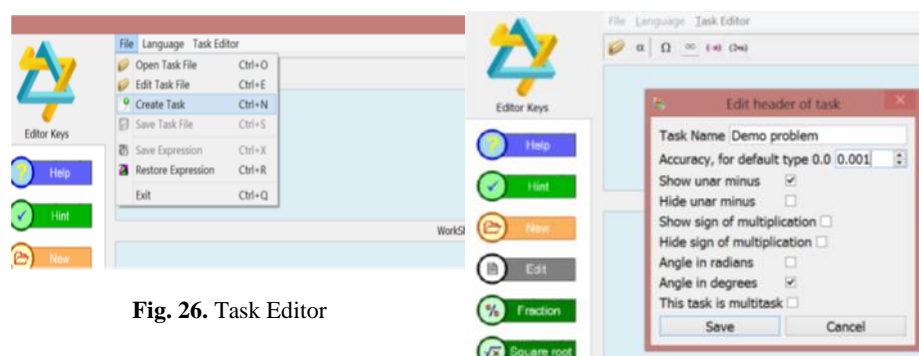 File Language Task Editor
Open Task File Ctrl+O
Edit Task File Ctrl+E
Create Task Ctrl+N
Save Task File Ctrl+S
Save Expression Ctrl+X
Restore Expression Ctrl+R
Exit Ctrl+Q
Editor Keys
Help
Hint
New
Fig. 26. Task Editor
File Language Task Editor
α Ω ∞
Editor Keys
Help
Hint
New
Edit
Fraction
Square root
Edit header of task
Task Name Demo problem
Accuracy, for default type 0.0 0.001
Show unar minus
Hide unar minus
Show sign of multiplication
Hide sign of multiplication
Angle in radians
Angle in degrees
This task is multitask
Save Cancel